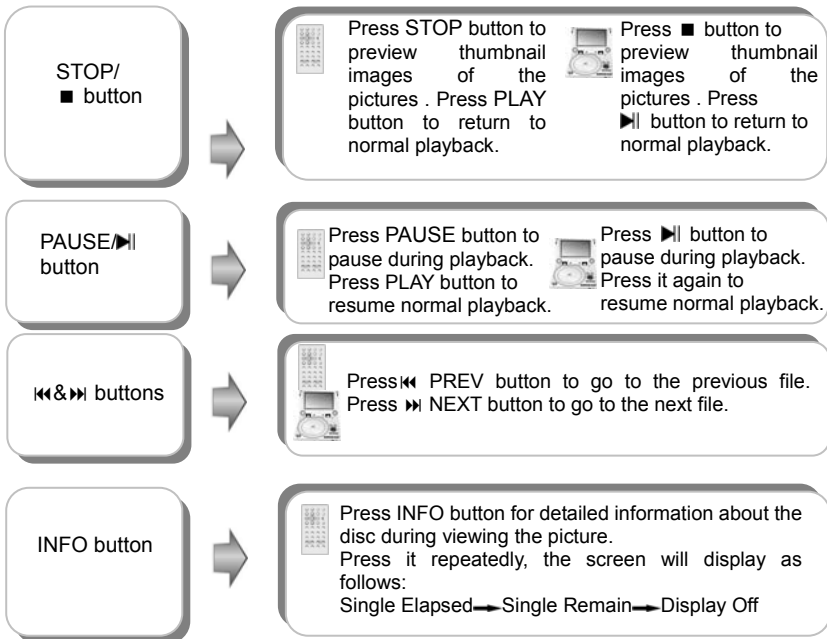 STOP/
■ button
Press STOP button to
preview thumbnail
images of the
pictures . Press PLAY
button to return to
normal playback.
Press ■ button to
preview thumbnail
images of the
pictures . Press
▶|| button to return to
normal playback.
PAUSE/▶||
button
Press PAUSE button to
pause during playback.
Press PLAY button to
resume normal playback.
Press ▶|| button to
pause during playback.
Press it again to
resume normal playback.
⏮&⏭ buttons
Press⏮ PREV button to go to the previous file.
Press ⏭ NEXT button to go to the next file.
INFO button
Press INFO button for detailed information about the
disc during viewing the picture.
Press it repeatedly, the screen will display as
follows:
Single Elapsed→Single Remain→Display Off